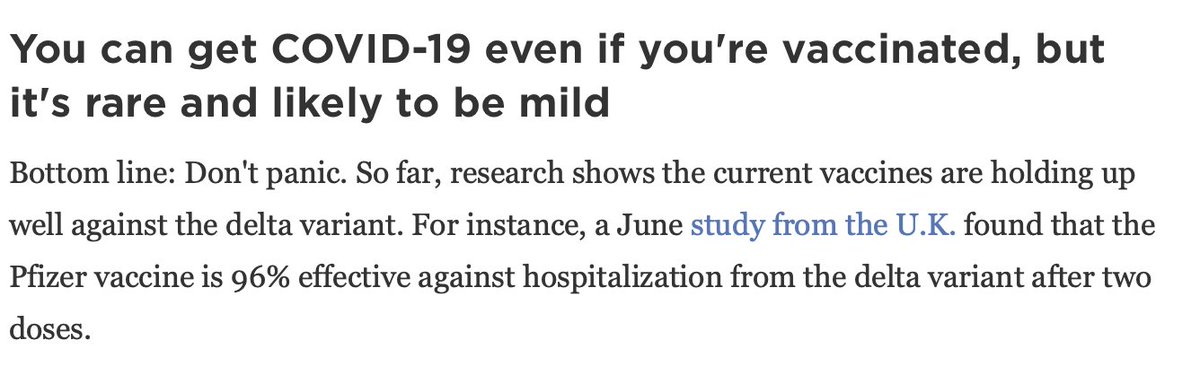 You can get COVID-19 even if you're vaccinated, but
it's rare and likely to be mild
Bottom line: Don't panic. So far, research shows the current vaccines are holding up
well against the delta variant. For instance, a June study from the U.K. found that the
Pfizer vaccine is 96% effective against hospitalization from the delta variant after two
doses.